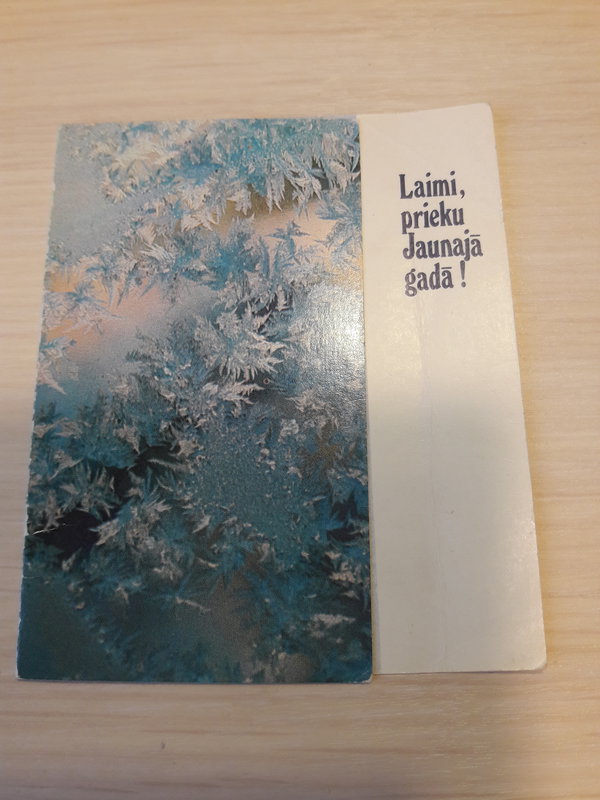 Laimi,
prieku
Jaunajā
gadā!